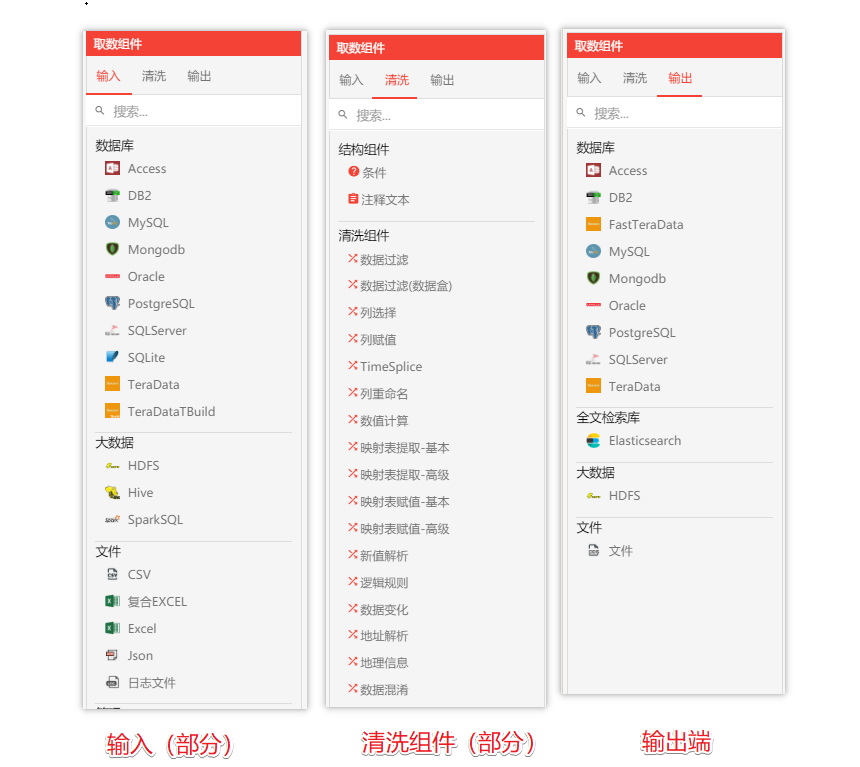 取数组件
输入 清洗 输出
搜索...
数据库
Access
DB2
MySQL
Mongodb
Oracle
PostgreSQL
SQLServer
SQLite
TeraData
TeraDataTBuild
大数据
HDFS
Hive
SparkSQL
文件
CSV
复合EXCEL
Excel
Json
日志文件
输入（部分）
取数组件
输入 清洗 输出
搜索...
结构组件
条件
注释文本
清洗组件
数据过滤
数据过滤(数据盒)
列选择
列赋值
TimeSplice
列重命名
数值计算
映射表提取-基本
映射表提取-高级
映射表赋值-基本
映射表赋值-高级
新值解析
逻辑规则
数据变化
地址解析
地理信息
数据混淆
清洗组件（部分）
取数组件
输入 清洗 输出
搜索...
数据库
Access
DB2
FastTeraData
MySQL
Mongodb
Oracle
PostgreSQL
SQLServer
TeraData
全文检索库
Elasticsearch
大数据
HDFS
文件
文件
输出端